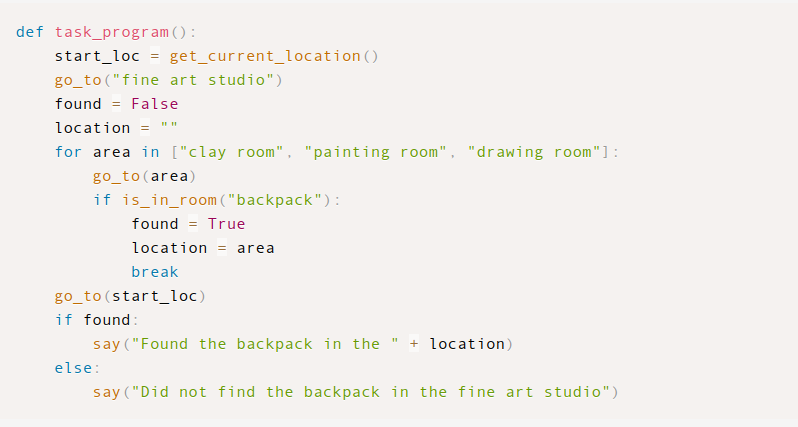 def task_program():
    start_loc = get_current_location()
    go_to("fine art studio")
    found = False
    location = ""
    for area in ["clay room", "painting room", "drawing room"]:
        go_to(area)
        if is_in_room("backpack"):
            found = True
            location = area
            break
    go_to(start_loc)
    if found:
        say("Found the backpack in the " + location)
    else:
        say("Did not find the backpack in the fine art studio")